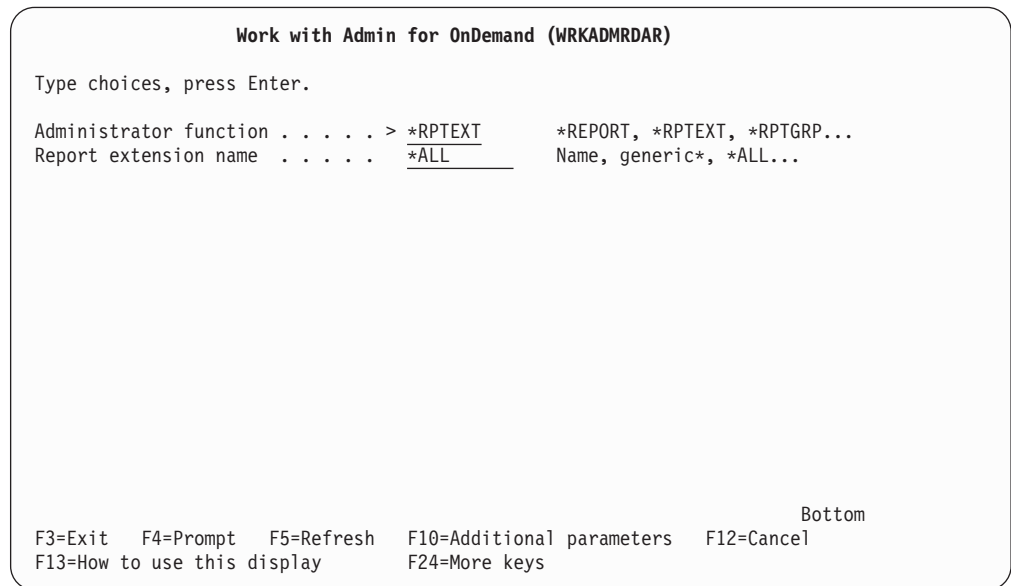 Work with Admin for OnDemand (WRKADMRDAR)
Type choices, press Enter.
Administrator function . . . . . > *RPTEXT *REPORT, *RPTEXT, *RPTGRP...
Report extension name . . . . . *ALL Name, generic*, *ALL...
Bottom
F3=Exit F4=Prompt F5=Refresh F10=Additional parameters F12=Cancel
F13=How to use this display F24=More keys